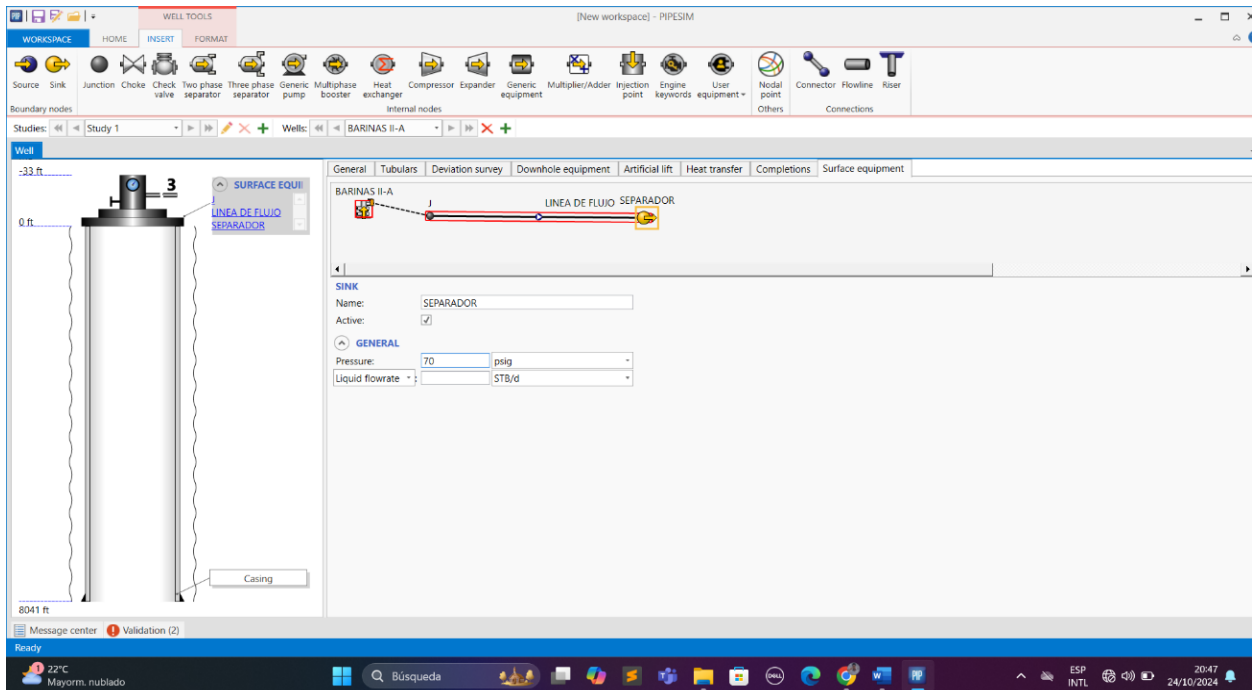 PIP WELL TOOLS [New workspace] - PIPESIM
WORKSPACE HOME INSERT FORMAT
Source Sink Junction Choke Check valve Two phase separator Three phase separator Generic pump Multiphase booster Heat exchanger Compressor Expander Generic equipment Multiplier/Adder Injection point Engine keywords User equipment Nodal point Connector Flowline Riser
Boundary nodes Internal nodes Others Connections
Studies: Study 1 Wells: BARINAS II-A
Well
General Tubulars Deviation survey Downhole equipment Artificial lift Heat transfer Completions Surface equipment
-33 ft
3
SURFACE EQUI
J
LINEA DE FLUJO
SEPARADOR
0 ft
Casing
8041 ft
BARINAS II-A J LINEA DE FLUJO SEPARADOR
SINK
Name: SEPARADOR
Active:
GENERAL
Pressure: 70 psig
Liquid flowrate : STB/d
Message center Validation (2)
Ready
1 22°C
Mayorm. nublado
Búsqueda
DELL
PIP
ESP
INTL
20:47
24/10/2024